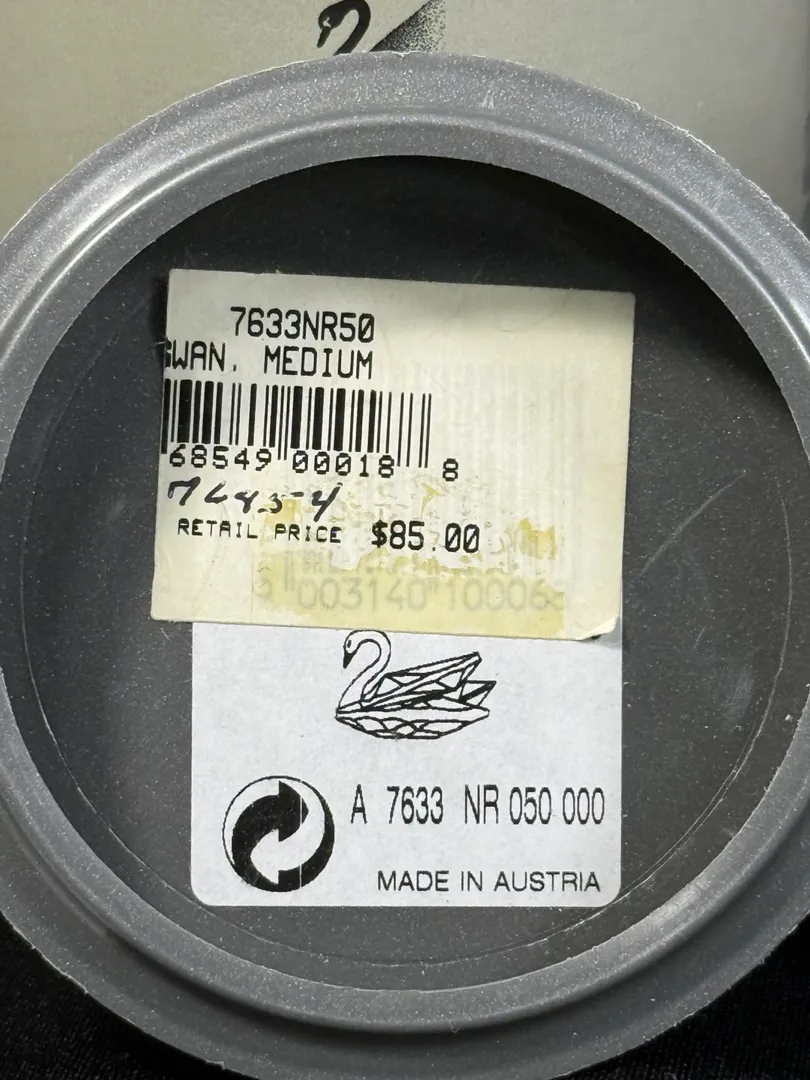 7633NR50
SWAN, MEDIUM
68549 00018 8
RETAIL PRICE $85.00
003140 10006
A 7633 NR 050 000
MADE IN AUSTRIA